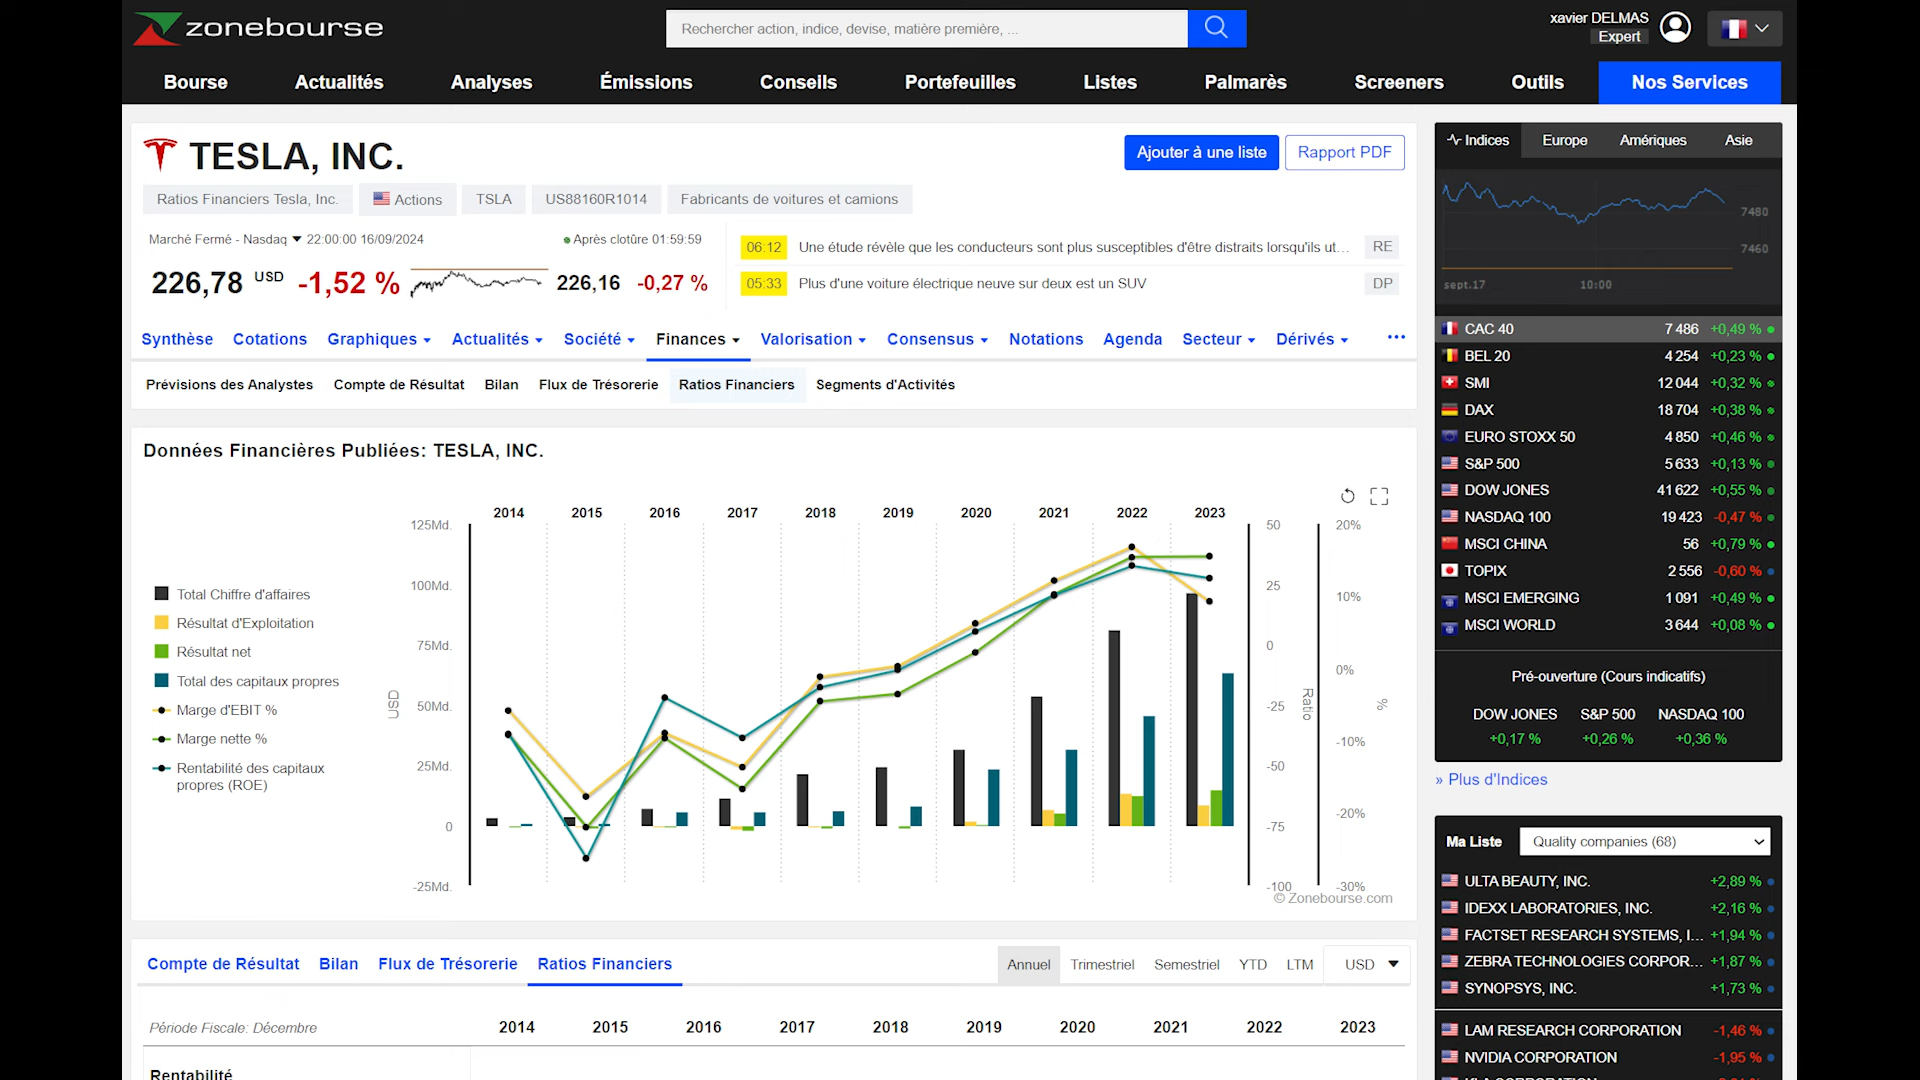 zonebourse
Rechercher action, indice, devise, matière première, ...
xavier DELMAS
Expert
Bourse
Actualités
Analyses
Émissions
Conseils
Portefeuilles
Listes
Palmarès
Screeners
Outils
Nos Services
TESLA, INC.
Ajouter à une liste
Rapport PDF
Ratios Financiers Tesla, Inc.
Actions
TSLA
US88160R1014
Fabricants de voitures et camions
Marché Fermé - Nasdaq 22:00:00 16/09/2024
Après clotûre 01:59:59
226,78 USD -1,52 %
226,16 -0,27 %
06:12 Une étude révèle que les conducteurs sont plus susceptibles d'être distraits lorsqu'ils ut... RE
05:33 Plus d'une voiture électrique neuve sur deux est un SUV DP
Synthèse
Cotations
Graphiques
Actualités
Société
Finances
Valorisation
Consensus
Notations
Agenda
Secteur
Dérivés
...
Prévisions des Analystes
Compte de Résultat
Bilan
Flux de Trésorerie
Ratios Financiers
Segments d'Activités
Données Financières Publiées: TESLA, INC.
2014 2015 2016 2017 2018 2019 2020 2021 2022 2023
125Md.
100Md.
75Md.
50Md.
25Md.
0
-25Md.
USD
50
25
0
-25
-50
-75
-100
Ratio
20%
10%
0%
-10%
-20%
-30%
%
Total Chiffre d'affaires
Résultat d'Exploitation
Résultat net
Total des capitaux propres
Marge d'EBIT %
Marge nette %
Rentabilité des capitaux
propres (ROE)
© Zonebourse.com
Compte de Résultat
Bilan
Flux de Trésorerie
Ratios Financiers
Annuel
Trimestriel
Semestriel
YTD
LTM
USD
Période Fiscale: Décembre 2014 2015 2016 2017 2018 2019 2020 2021 2022 2023
Rentabilité
Indices
Europe
Amériques
Asie
7480
7460
sept.17 10:00
CAC 40 7 486 +0,49 %
BEL 20 4 254 +0,23 %
SMI 12 044 +0,32 %
DAX 18 704 +0,38 %
EURO STOXX 50 4 850 +0,46 %
S&P 500 5 633 +0,13 %
DOW JONES 41 622 +0,55 %
NASDAQ 100 19 423 -0,47 %
MSCI CHINA 56 +0,79 %
TOPIX 2 556 -0,60 %
MSCI EMERGING 1 091 +0,49 %
MSCI WORLD 3 644 +0,08 %
Pré-ouverture (Cours indicatifs)
DOW JONES S&P 500 NASDAQ 100
+0,17 % +0,26 % +0,36 %
» Plus d'Indices
Ma Liste Quality companies (68)
ULTA BEAUTY, INC. +2,89 %
IDEXX LABORATORIES, INC. +2,16 %
FACTSET RESEARCH SYSTEMS, I... +1,94 %
ZEBRA TECHNOLOGIES CORPOR... +1,87 %
SYNOPSYS, INC. +1,73 %
LAM RESEARCH CORPORATION -1,46 %
NVIDIA CORPORATION -1,95 %